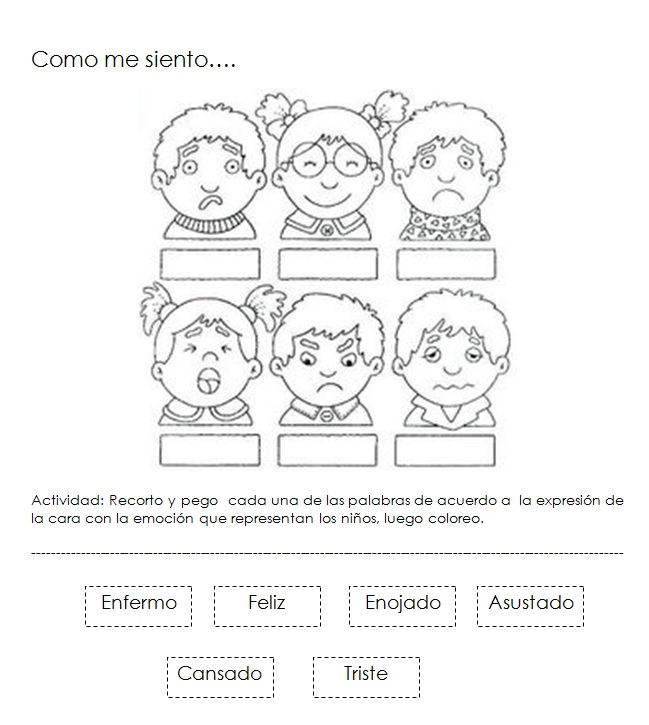 Como me siento....
Actividad: Recorto y pego cada una de las palabras de acuerdo a la expresión de
la cara con la emoción que representan los niños, luego coloreo.
Enfermo Feliz Enojado Asustado
Cansado Triste